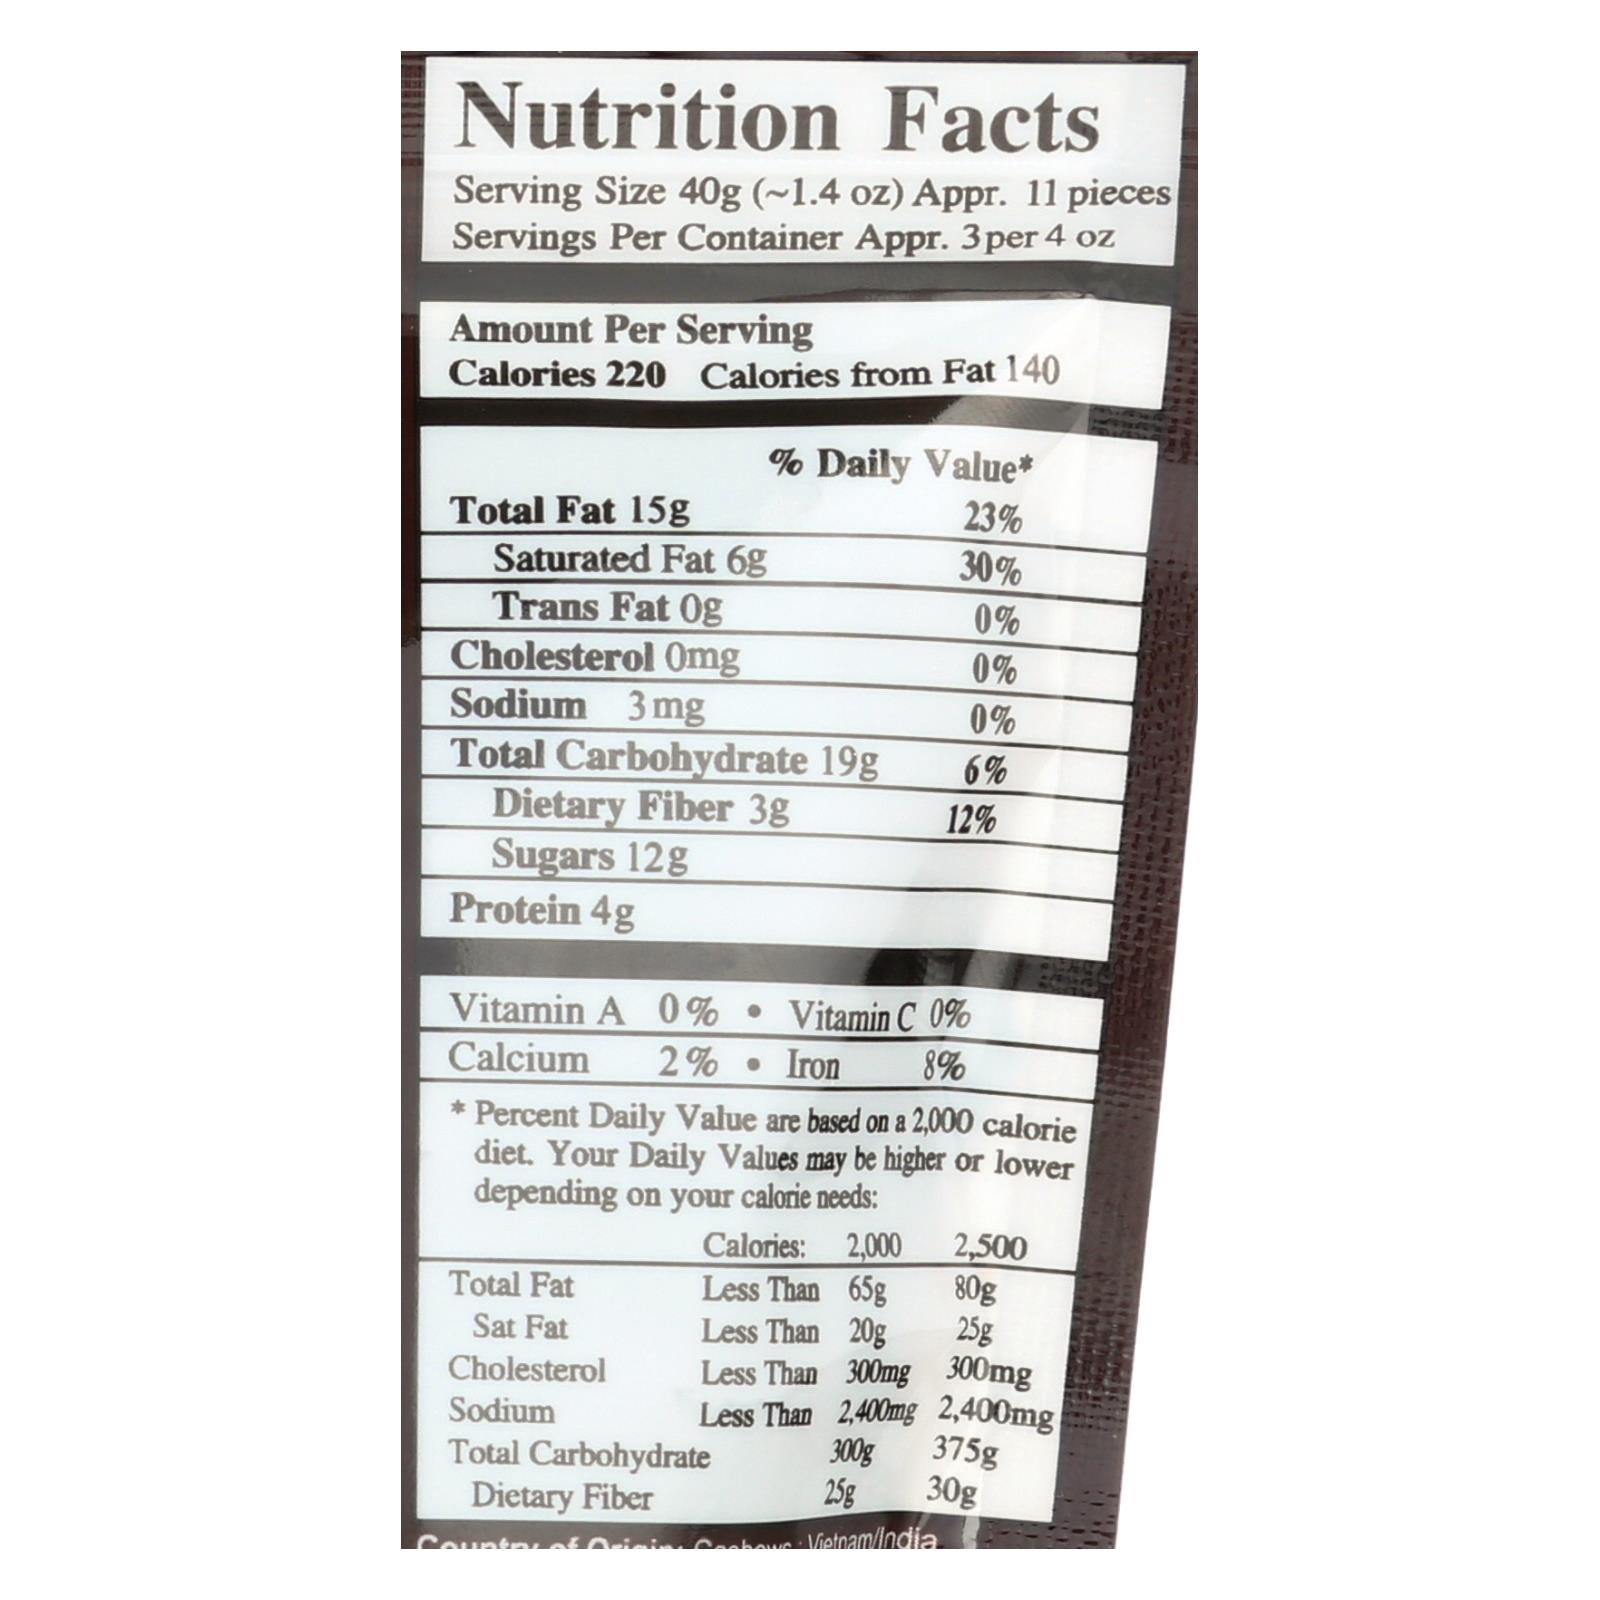 Nutrition Facts
Serving Size 40g (~1.4 oz) Appr. 11 pieces
Servings Per Container Appr. 3 per 4 oz
Amount Per Serving
Calories 220 Calories from Fat 140
% Daily Value*
Total Fat 15g 23%
Saturated Fat 6g 30%
Trans Fat 0g 0%
Cholesterol 0mg 0%
Sodium 3mg 0%
Total Carbohydrate 19g 6%
Dietary Fiber 3g 12%
Sugars 12g
Protein 4g
Vitamin A 0% • Vitamin C 0%
Calcium 2% • Iron 8%
* Percent Daily Value are based on a 2,000 calorie
diet. Your Daily Values may be higher or lower
depending on your calorie needs:
Calories: 2,000 2,500
Total Fat Less Than 65g 80g
Sat Fat Less Than 20g 25g
Cholesterol Less Than 300mg 300mg
Sodium Less Than 2,400mg 2,400mg
Total Carbohydrate 300g 375g
Dietary Fiber 25g 30g
Country of Origin: Cashews : Vietnam/India